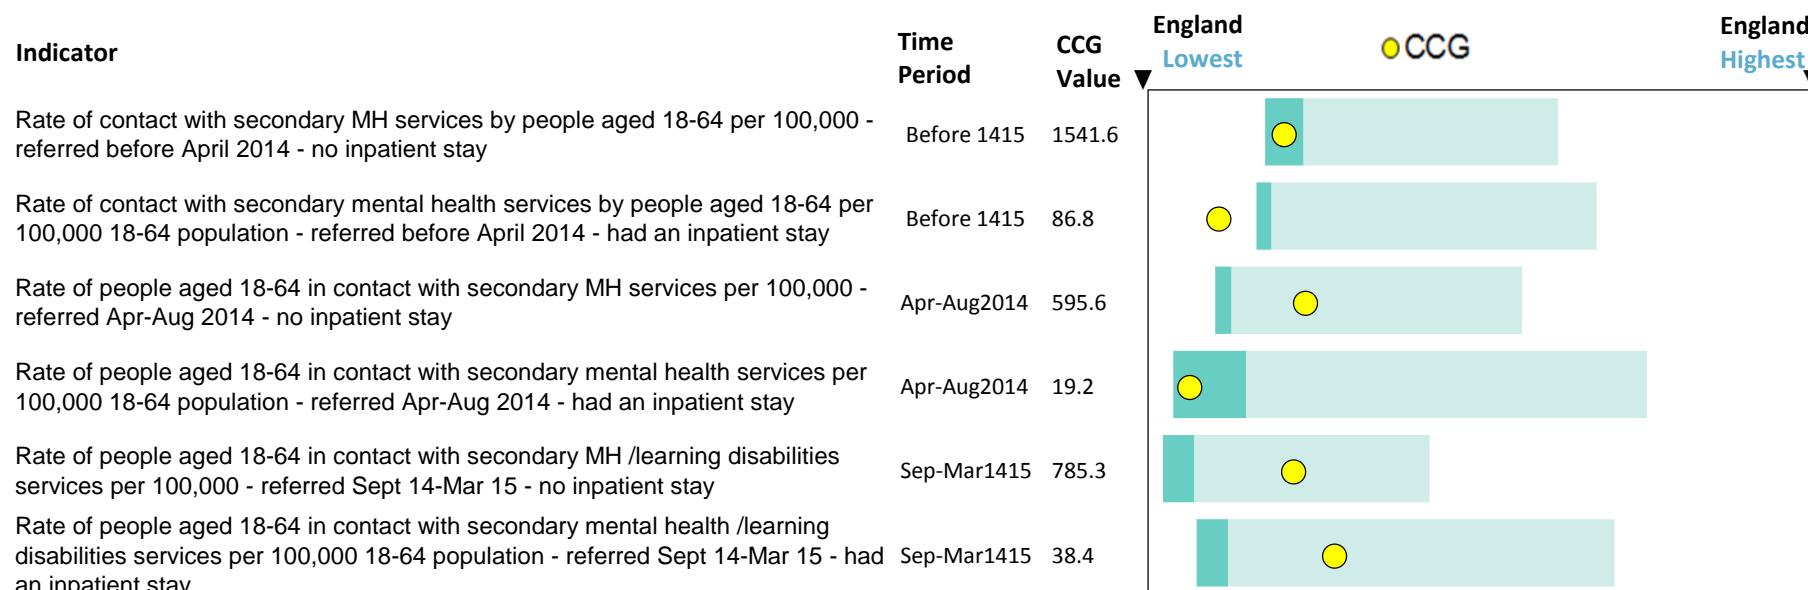 Indicator
Time
Period
CCG
Value
England
Lowest
CCG
England
Highest
Rate of contact with secondary MH services by people aged 18-64 per 100,000 -
referred before April 2014 - no inpatient stay
Before 1415
1541.6
Rate of contact with secondary mental health services by people aged 18-64 per
100,000 18-64 population - referred before April 2014 - had an inpatient stay
Before 1415
86.8
Rate of people aged 18-64 in contact with secondary MH services per 100,000 -
referred Apr-Aug 2014 - no inpatient stay
Apr-Aug2014
595.6
Rate of people aged 18-64 in contact with secondary mental health services per
100,000 18-64 population - referred Apr-Aug 2014 - had an inpatient stay
Apr-Aug2014
19.2
Rate of people aged 18-64 in contact with secondary MH /learning disabilities
services per 100,000 - referred Sept 14-Mar 15 - no inpatient stay
Sep-Mar1415
785.3
Rate of people aged 18-64 in contact with secondary mental health /learning
disabilities services per 100,000 18-64 population - referred Sept 14-Mar 15 - had
an inpatient stay
Sep-Mar1415
38.4